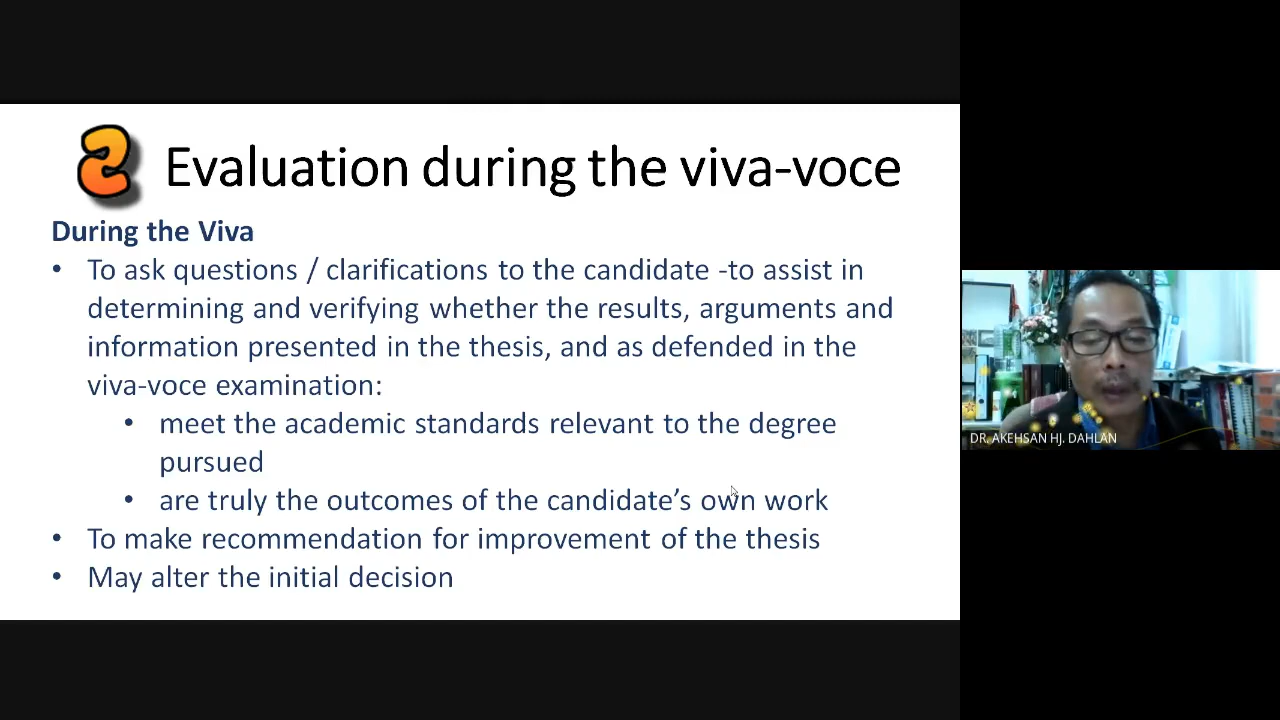 2 Evaluation during the viva-voce
During the Viva
• To ask questions / clarifications to the candidate -to assist in
determining and verifying whether the results, arguments and
information presented in the thesis, and as defended in the
viva-voce examination:
• meet the academic standards relevant to the degree
pursued
• are truly the outcomes of the candidate’s own work
• To make recommendation for improvement of the thesis
• May alter the initial decision
DR. AKEHSAN HJ. DAHLAN